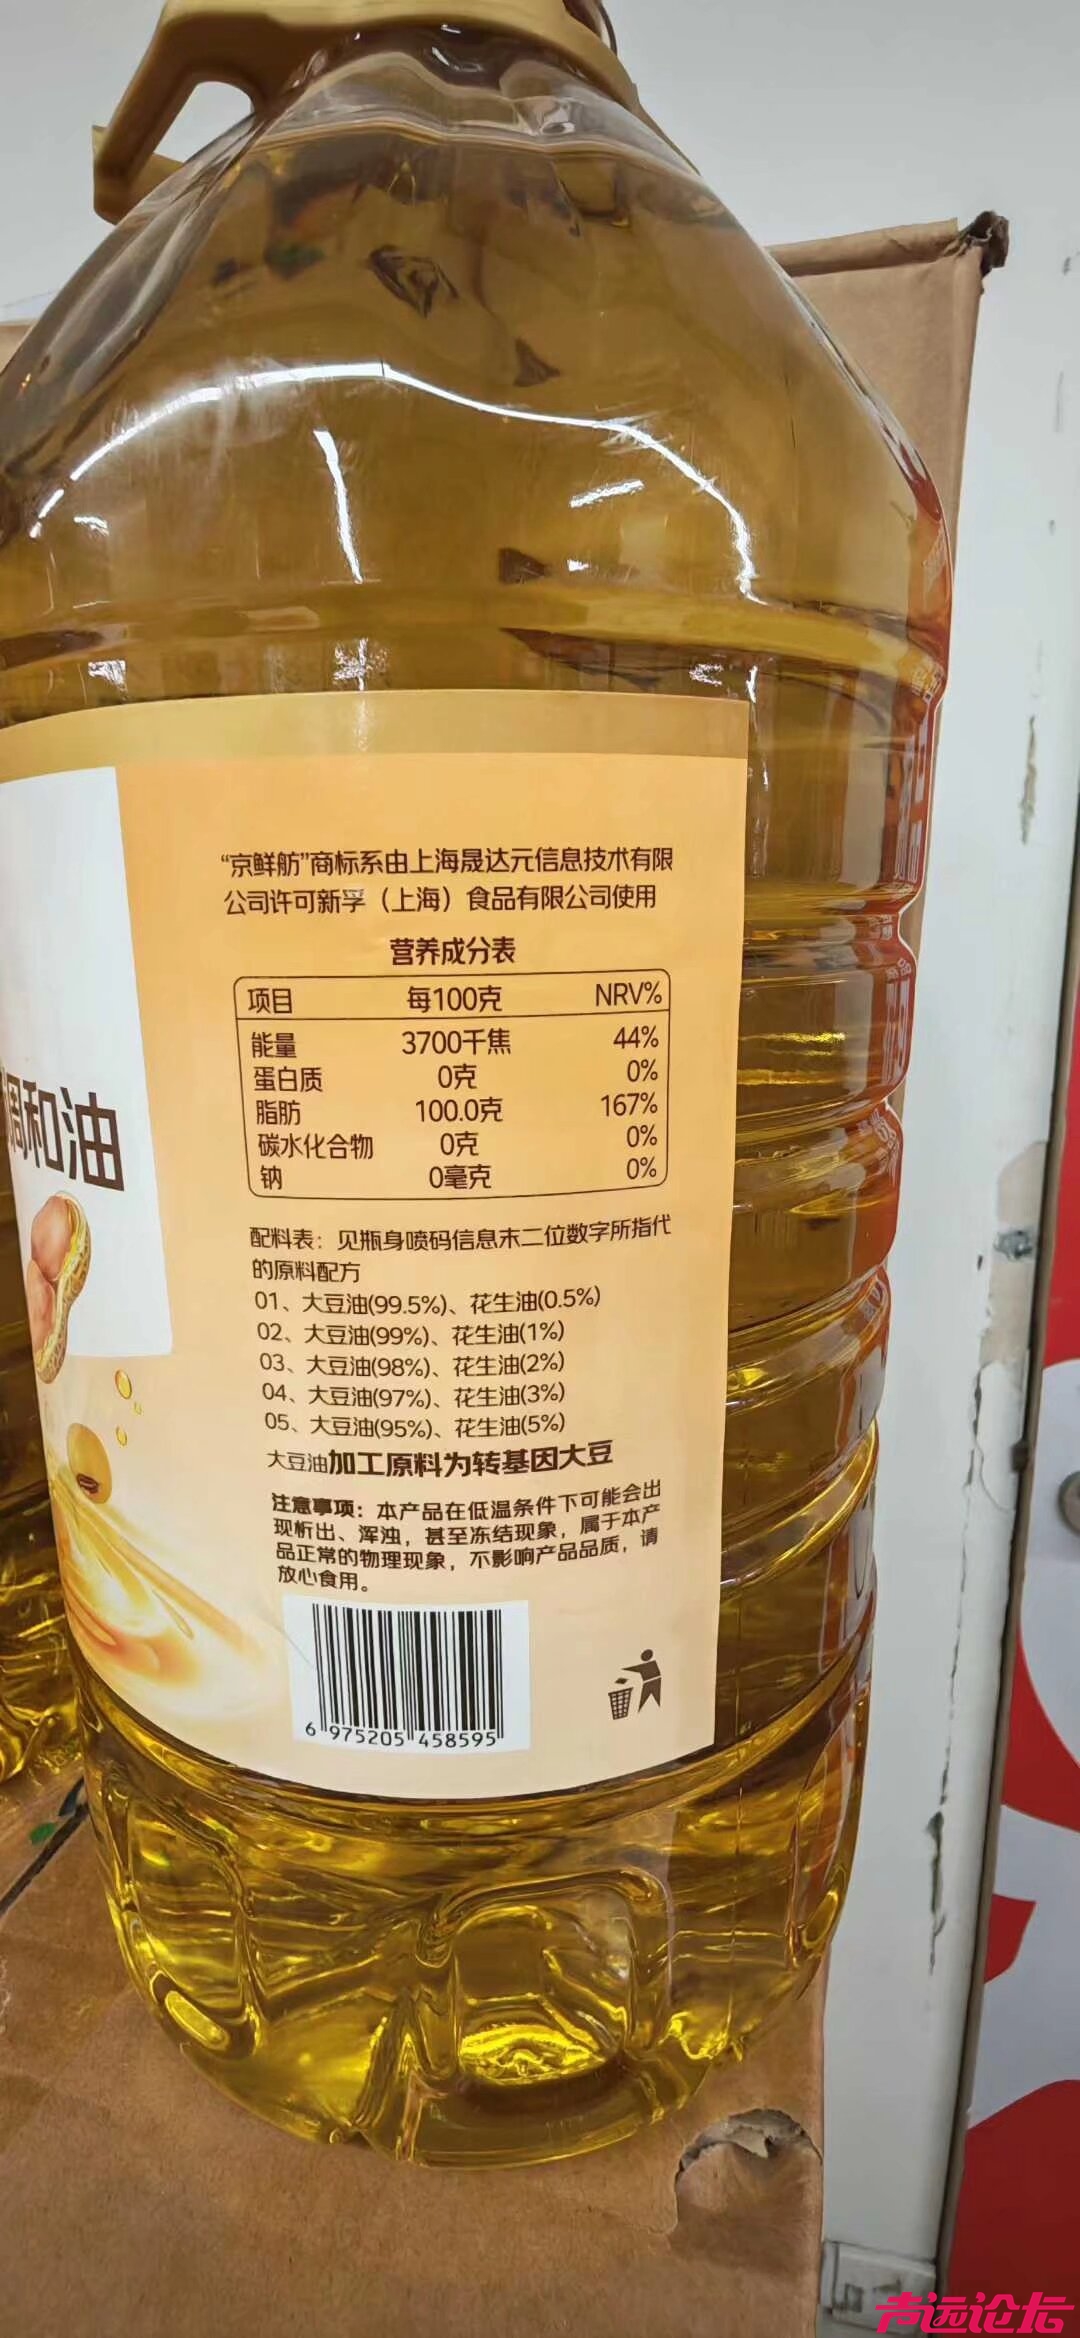 “京鲜舫”商标系由上海晟达元信息技术有限
公司许可新孚（上海）食品有限公司使用
营养成分表
项目 每100克 NRV%
能量 3700千焦 44%
蛋白质 0克 0%
脂肪 100.0克 167%
碳水化合物 0克 0%
钠 0毫克 0%
调和油
配料表：见瓶身喷码信息末二位数字所指代
的原料配方
01、大豆油(99.5%)、花生油(0.5%)
02、大豆油(99%)、花生油(1%)
03、大豆油(98%)、花生油(2%)
04、大豆油(97%)、花生油(3%)
05、大豆油(95%)、花生油(5%)
大豆油加工原料为转基因大豆
注意事项：本产品在低温条件下可能会出
现析出、浑浊，甚至冻结现象，属于本产
品正常的物理现象，不影响产品品质，请
放心食用。
6 975205 458595
声远论坛